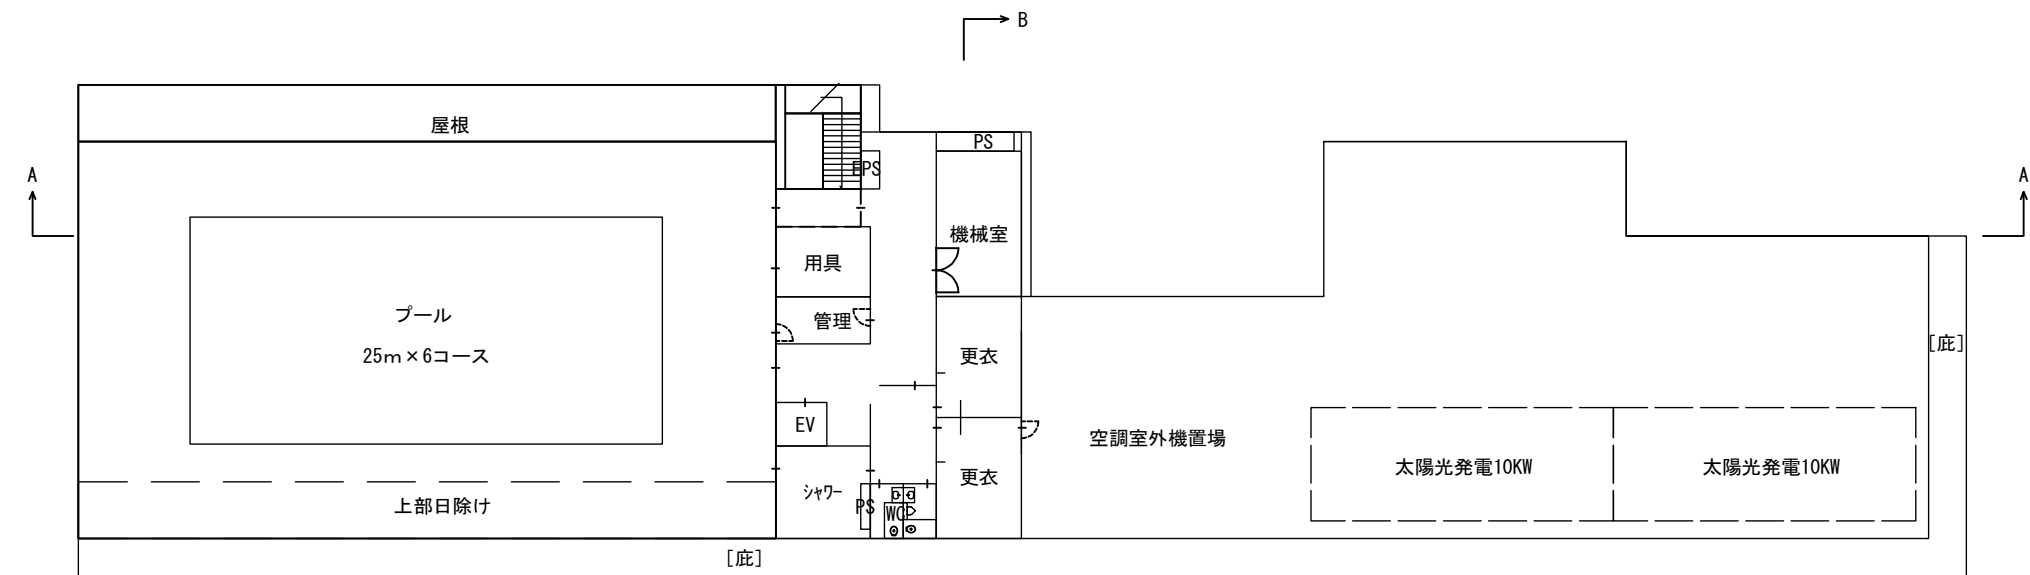 B
屋根
PS
EPS
A
A
機械室
用具
プール
管理
[庇]
25m×6コース
更衣
EV
空調室外機置場
太陽光発電10KW
太陽光発電10KW
更衣
シャワー
上部日除け
PS
WC
[庇]